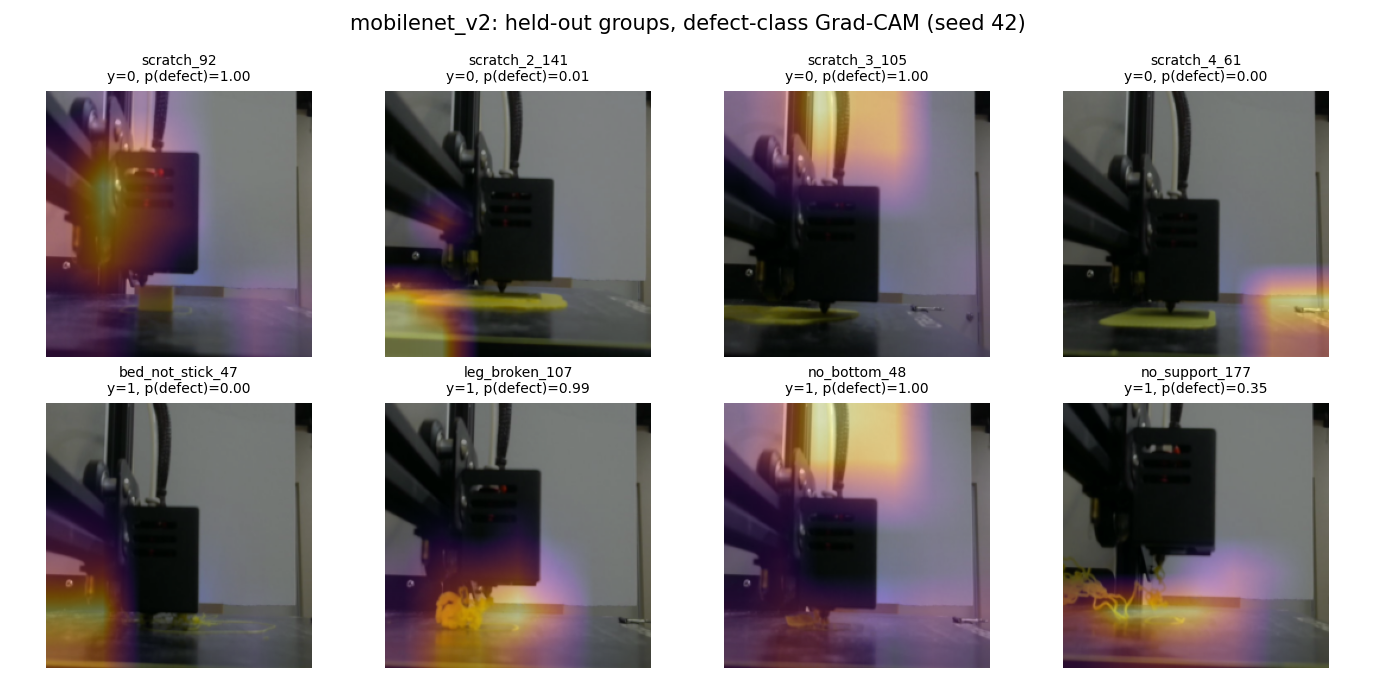 mobilenet_v2: held-out groups, defect-class Grad-CAM (seed 42)
scratch_92
y=0, p(defect)=1.00
scratch_2_141
y=0, p(defect)=0.01
scratch_3_105
y=0, p(defect)=1.00
scratch_4_61
y=0, p(defect)=0.00
bed_not_stick_47
y=1, p(defect)=0.00
leg_broken_107
y=1, p(defect)=0.99
no_bottom_48
y=1, p(defect)=1.00
no_support_177
y=1, p(defect)=0.35